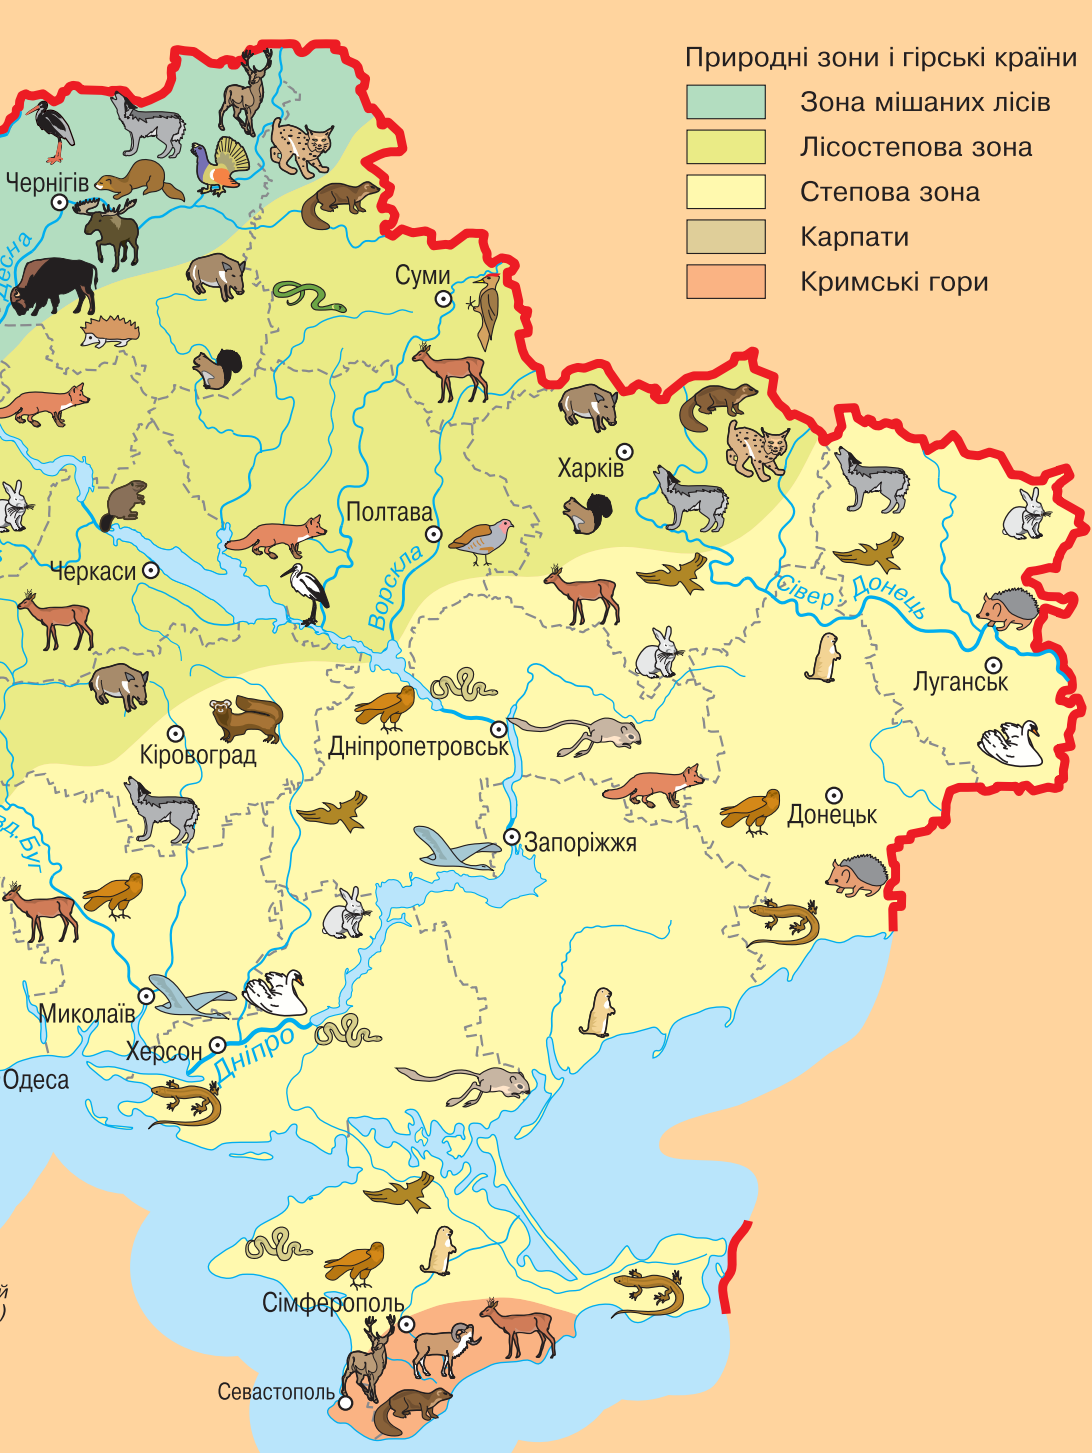 Природні зони і гірські країни
Зона мішаних лісів
Лісостепова зона
Степова зона
Карпати
Кримські гори
Чернігів
Десна
Суми
Харків
Полтава
Ворскла
Черкаси
Сівер. Донець
Луганськ
Кіровоград
Дніпропетровськ
Донецьк
Запоріжжя
Буг
Миколаїв
Херсон
Дніпро
Одеса
Сімферополь
Севастополь